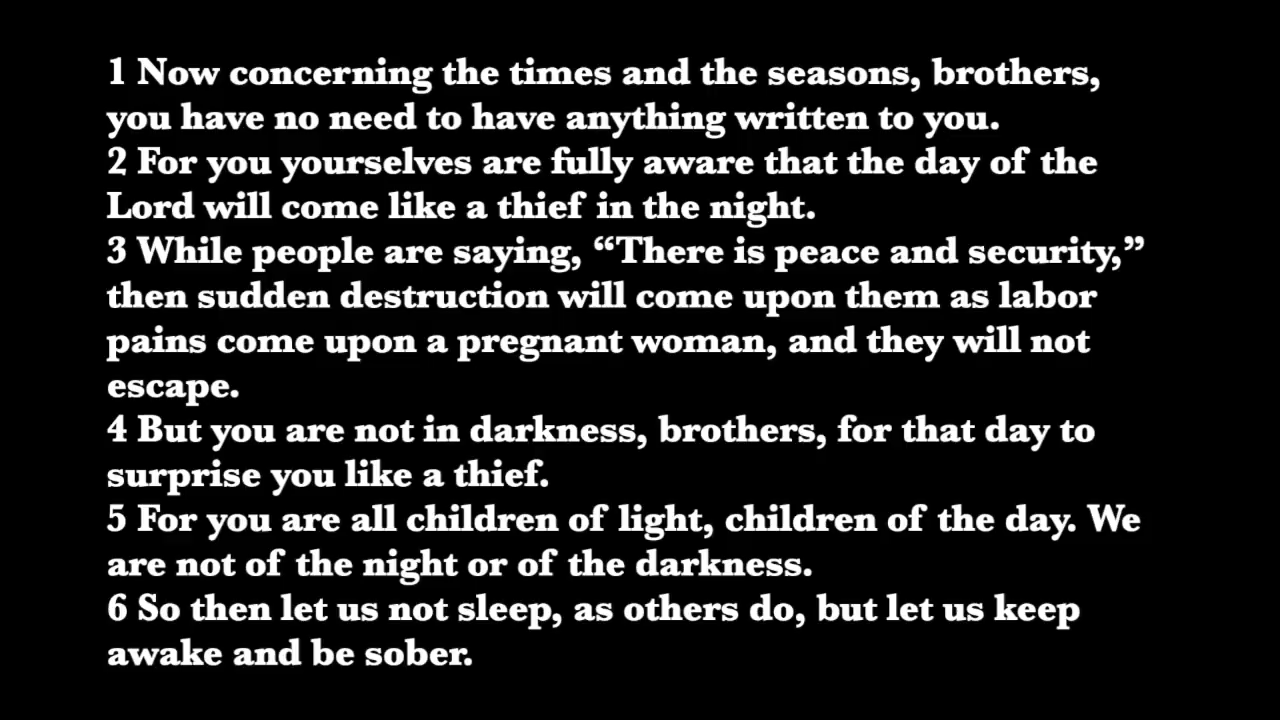 1 Now concerning the times and the seasons, brothers,
you have no need to have anything written to you.
2 For you yourselves are fully aware that the day of the
Lord will come like a thief in the night.
3 While people are saying, “There is peace and security,”
then sudden destruction will come upon them as labor
pains come upon a pregnant woman, and they will not
escape.
4 But you are not in darkness, brothers, for that day to
surprise you like a thief.
5 For you are all children of light, children of the day. We
are not of the night or of the darkness.
6 So then let us not sleep, as others do, but let us keep
awake and be sober.